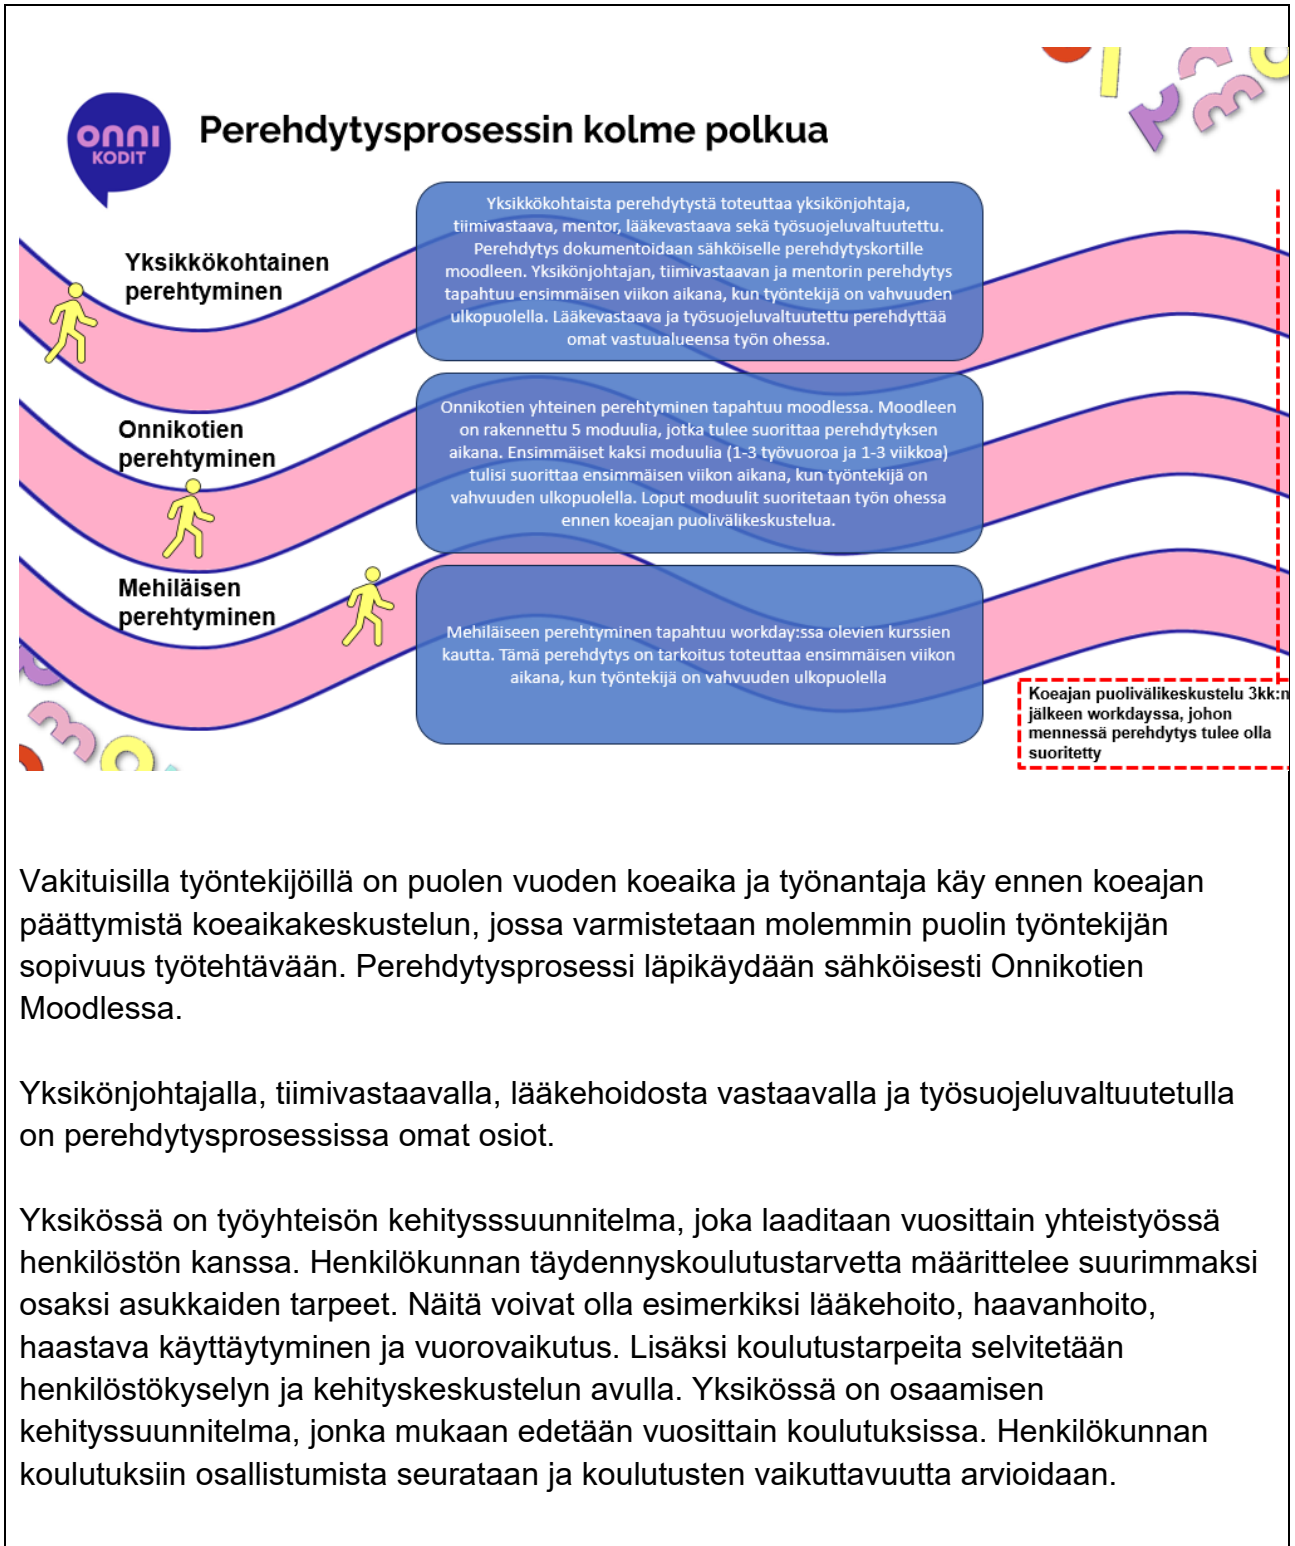 onni
KODIT
Perehdytysprosessin kolme polkua
Yksikkökohtainen
perehtyminen
Yksikkökohtaista perehdytystä toteuttaa yksikönjohtaja,
tiimivastaava, mentor, lääkevastaava sekä työsuojeluvaltuutettu.
Perehdytys dokumentoidaan sähköiselle perehdytyskortille
moodleen. Yksikönjohtajan, tiimivastaavan ja mentorin perehdytys
tapahtuu ensimmäisen viikon aikana, kun työntekijä on vahvuuden
ulkopuolella. Lääkevastaava ja työsuojeluvaltuutettu perehdyttää
omat vastuualueensa työn ohessa.
Onnikotien
perehtyminen
Onnikotien yhteinen perehtyminen tapahtuu moodlessa. Moodleen
on rakennettu 5 moduulia, jotka tulee suorittaa perehdytyksen
aikana. Ensimmäiset kaksi moduulia (1-3 työvuoroa ja 1-3 viikkoa)
tulisi suorittaa ensimmäisen viikon aikana, kun työntekijä on
vahvuuden ulkopuolella. Loput moduulit suoritetaan työn ohessa
ennen koeajan puolivälikeskustelua.
Mehiläisen
perehtyminen
Mehiläiseen perehtyminen tapahtuu workday:ssa olevien kurssien
kautta. Tämä perehdytys on tarkoitus toteuttaa ensimmäisen viikon
aikana, kun työntekijä on vahvuuden ulkopuolella
Koeajan puolivälikeskustelu 3kk:n
jälkeen workdayssa, johon
mennessä perehdytys tulee olla
suoritetty
Vakituisilla työntekijöillä on puolen vuoden koeaika ja työnantaja käy ennen koeajan
päättymistä koeaikakeskustelun, jossa varmistetaan molemmin puolin työntekijän
sopivuus työtehtävään. Perehdytysprosessi läpikäydään sähköisesti Onnikotien
Moodlessa.
Yksikönjohtajalla, tiimivastaavalla, lääkehoidosta vastaavalla ja työsuojeluvaltuutetulla
on perehdytysprosessissa omat osiot.
Yksikössä on työyhteisön kehitysssuunnitelma, joka laaditaan vuosittain yhteistyössä
henkilöstön kanssa. Henkilökunnan täydennyskoulutustarvetta määrittelee suurimmaksi
osaksi asukkaiden tarpeet. Näitä voivat olla esimerkiksi lääkehoito, haavanhoito,
haastava käyttäytyminen ja vuorovaikutus. Lisäksi koulutustarpeita selvitetään
henkilöstökyselyn ja kehityskeskustelun avulla. Yksikössä on osaamisen
kehityssuunnitelma, jonka mukaan edetään vuosittain koulutuksissa. Henkilökunnan
koulutuksiin osallistumista seurataan ja koulutusten vaikuttavuutta arvioidaan.